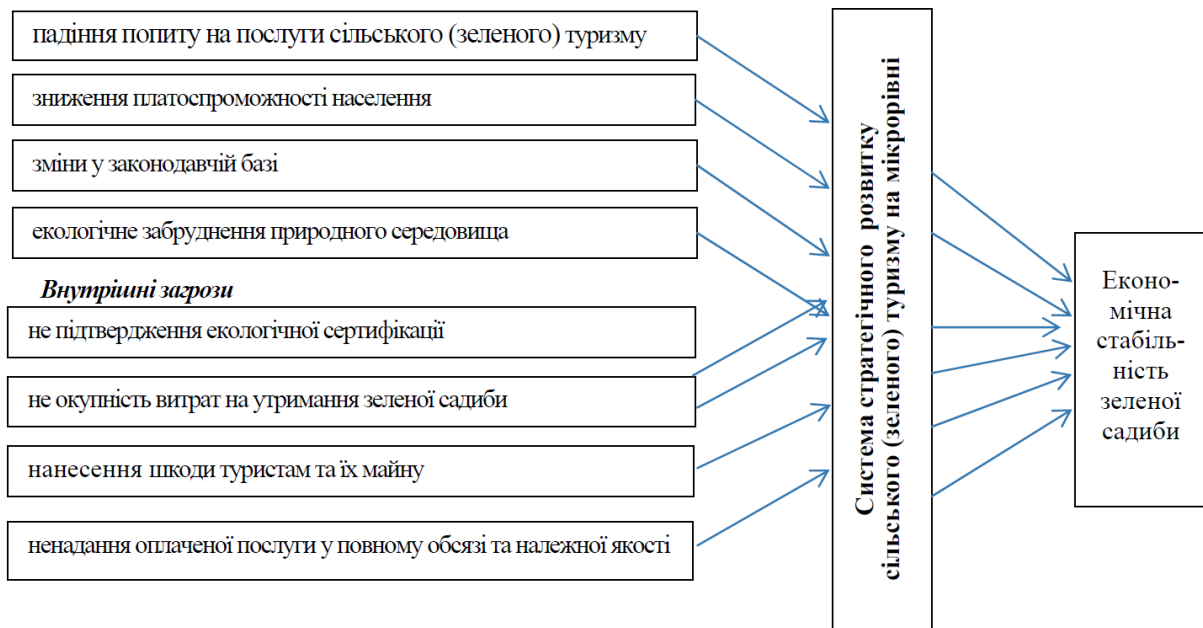 падіння попиту на послуги сільського (зеленого) туризму
зниження платоспроможності населення
зміни у законодавчій базі
екологічне забруднення природного середовища
Внутрішні загрози
не підтвердження екологічної сертифікації
не окупність витрат на утримання зеленої садиби
нанесення шкоди туристам та їх майну
ненадання оплаченої послуги у повному обсязі та належної якості
Система стратегічного розвитку
сільського (зеленого) туризму на мікрорівні
Еконо-
мічна
стабіль-
ність
зеленої
садиби